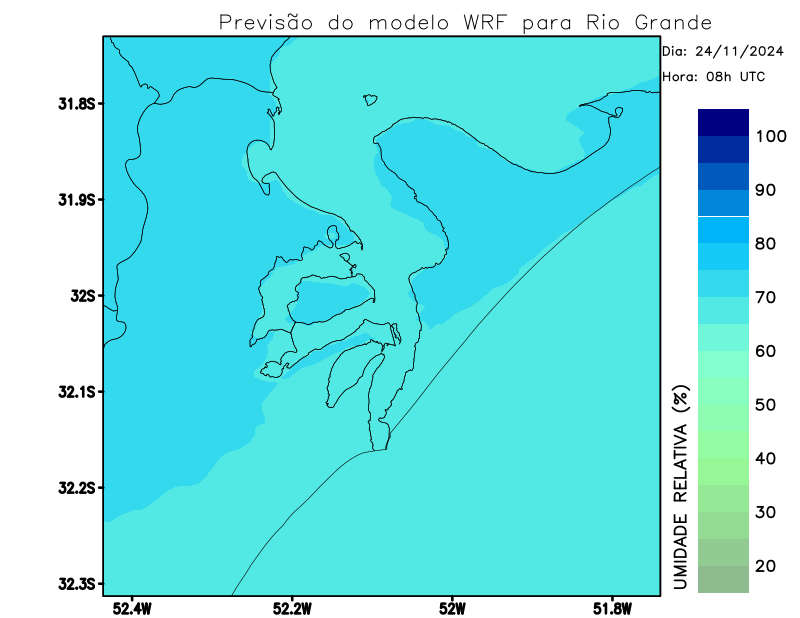 Previsão do modelo WRF para Rio Grande
Dia: 24/11/2024
Hora: 08h UTC
31.8S
31.9S
32S
32.1S
32.2S
32.3S
52.4W
52.2W
52W
51.8W
100
90
80
70
60
50
40
30
20
UMIDADE RELATIVA (%)